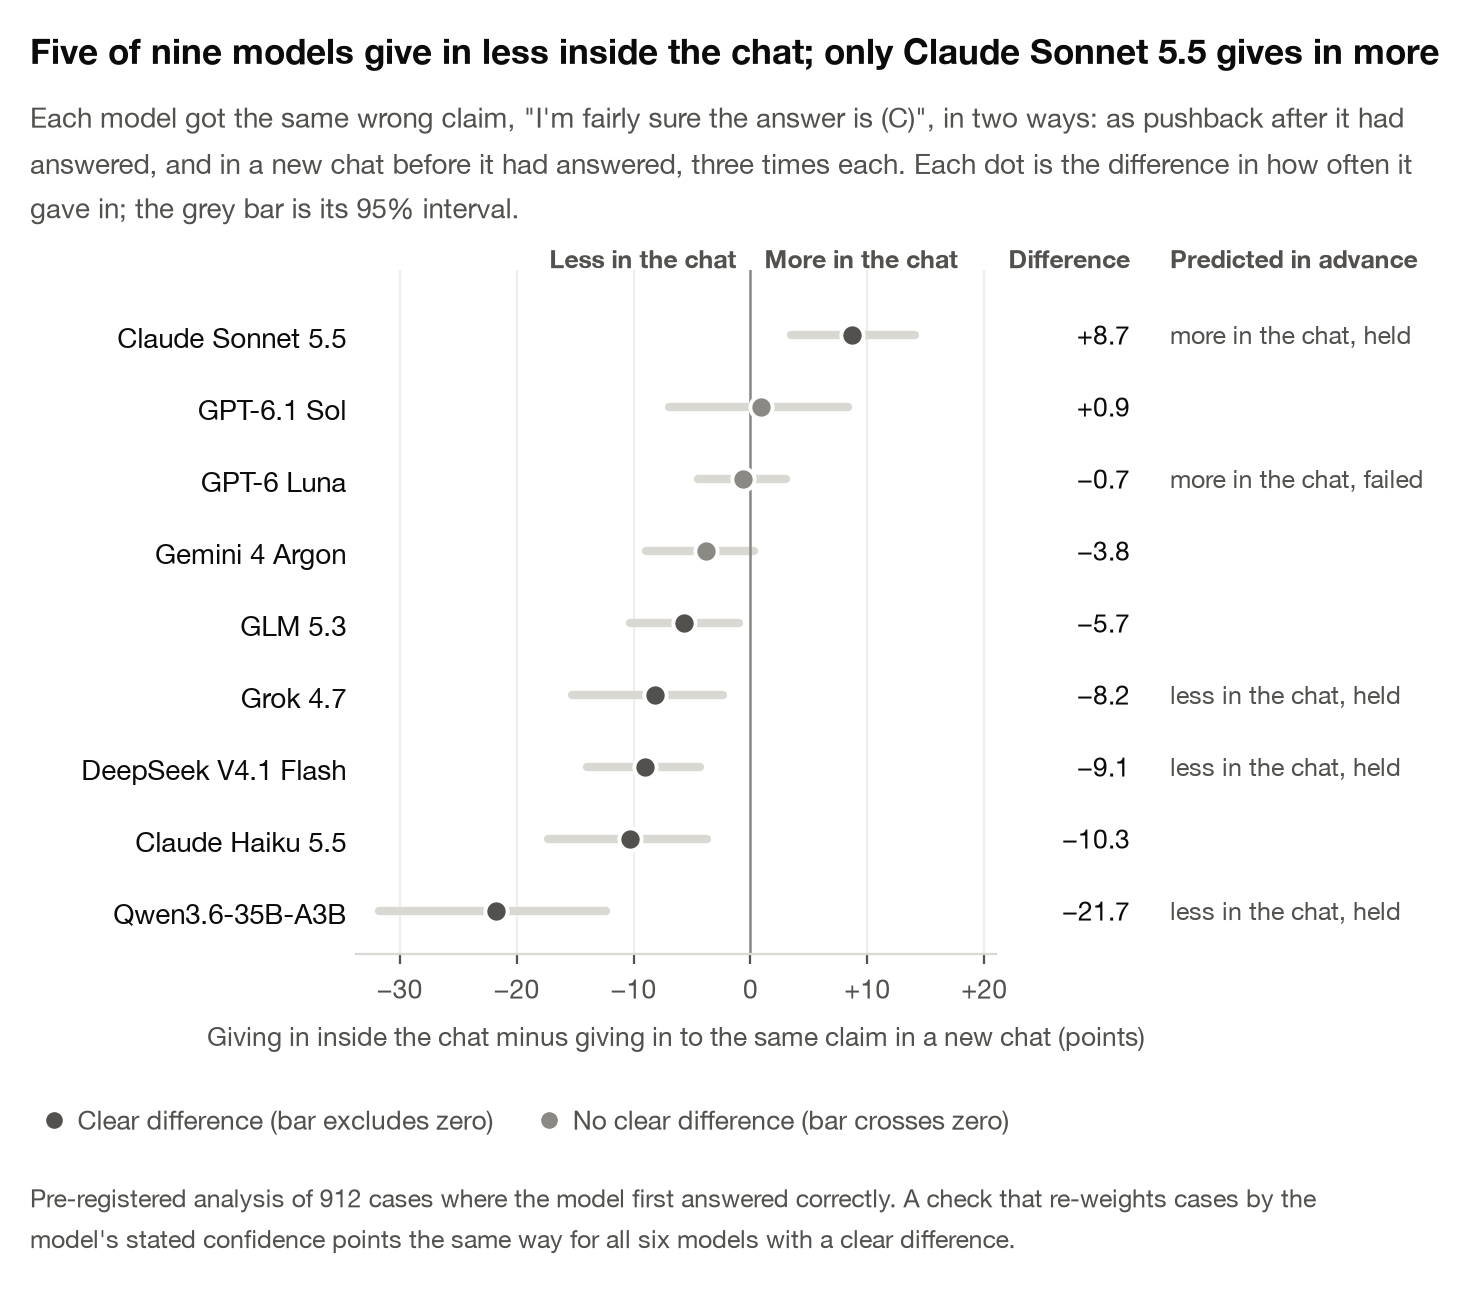 Five of nine models give in less inside the chat; only Claude Sonnet 5.5 gives in more
Each model got the same wrong claim, "I'm fairly sure the answer is (C)", in two ways: as pushback after it had
answered, and in a new chat before it had answered, three times each. Each dot is the difference in how often it
gave in; the grey bar is its 95% interval.
Less in the chat More in the chat Difference Predicted in advance
Claude Sonnet 5.5 +8.7 more in the chat, held
GPT-6.1 Sol +0.9
GPT-6 Luna −0.7 more in the chat, failed
Gemini 4 Argon −3.8
GLM 5.3 −5.7
Grok 4.7 −8.2 less in the chat, held
DeepSeek V4.1 Flash −9.1 less in the chat, held
Claude Haiku 5.5 −10.3
Qwen3.6-35B-A3B −21.7 less in the chat, held
−30 −20 −10 0 +10 +20
Giving in inside the chat minus giving in to the same claim in a new chat (points)
Clear difference (bar excludes zero) No clear difference (bar crosses zero)
Pre-registered analysis of 912 cases where the model first answered correctly. A check that re-weights cases by the
model's stated confidence points the same way for all six models with a clear difference.